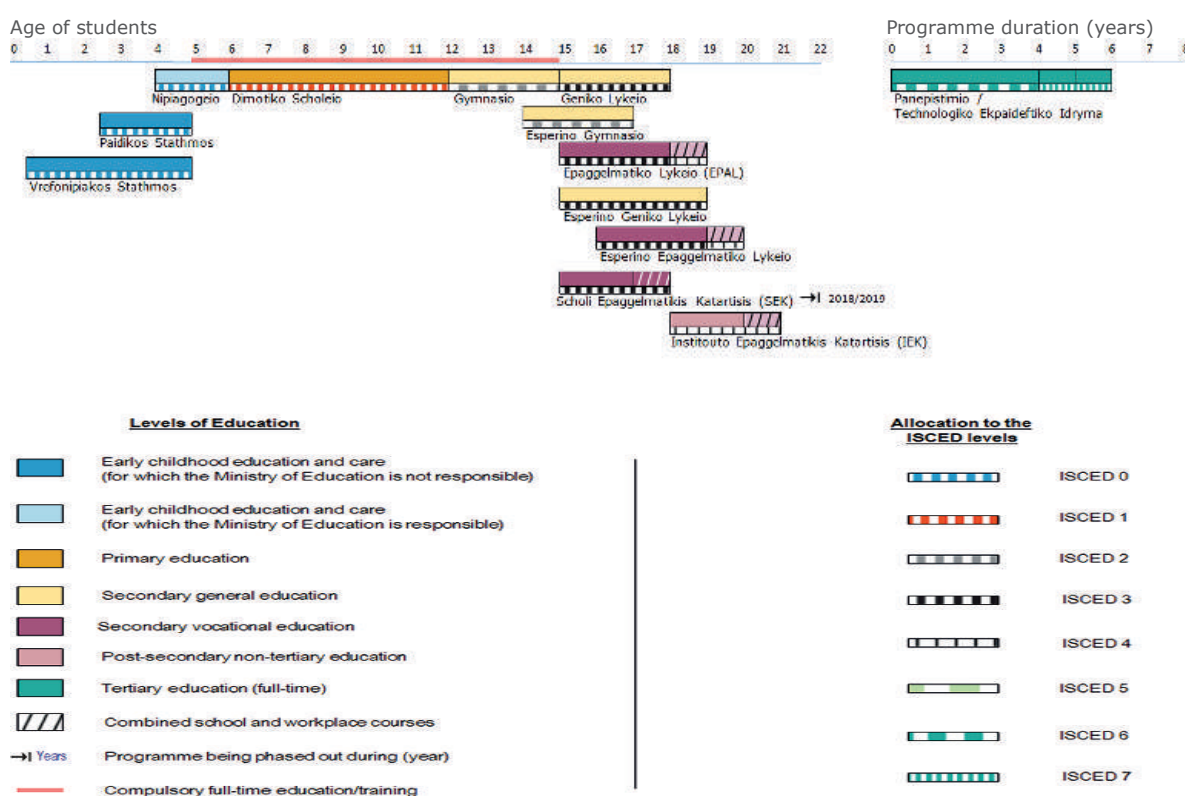 Age of students
Programme duration (years)
0 1 2 3 4 5 6 7 8 9 10 11 12 13 14 15 16 17 18 19 20 21 22
0 1 2 3 4 5 6 7 8
Nipiagogeio Dimotiko Scholeio Gymnasio Geniko Lykeio
Panepistimio /
Technologiko Ekpaideftiko Idryma
Esperino Gymnasio
Paidikos Stathmos
Epaggelmatiko Lykeio (EPAL)
Vrefonipiakos Stathmos
Esperino Geniko Lykeio
Esperino Epaggelmatiko Lykeio
Scholi Epaggelmatikis Katartisis (SEK) 2018/2019
Institouto Epaggelmatikis Katartisis (IEK)
Levels of Education
Early childhood education and care
(for which the Ministry of Education is not responsible)
Early childhood education and care
(for which the Ministry of Education is responsible)
Primary education
Secondary general education
Secondary vocational education
Post-secondary non-tertiary education
Tertiary education (full-time)
Combined school and workplace courses
Years Programme being phased out during (year)
Compulsory full-time education/training
Allocation to the
ISCED levels
ISCED 0
ISCED 1
ISCED 2
ISCED 3
ISCED 4
ISCED 5
ISCED 6
ISCED 7